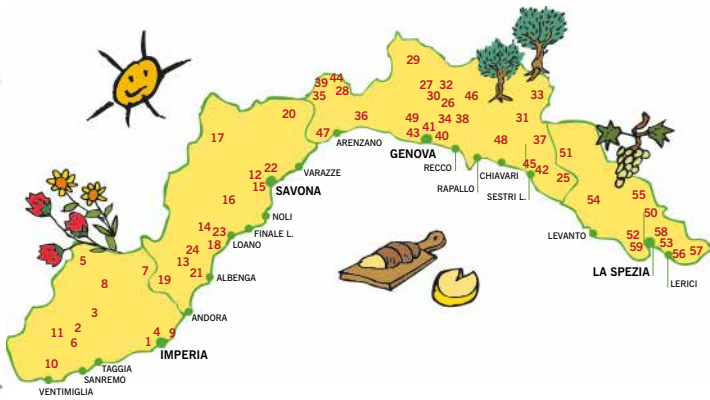 29
39 44
35 28
27 32
30
26
46
33
20
36
49
34 38
31
17
47
ARENZANO
43
41
40
48
37
GENOVA
51
RECCO
45
42
CHIAVARI
25
RAPALLO
SESTRI L.
22
12
15
VARAZZE
SAVONA
54
55
16
50
NOLI
14 23
18
FINALE L.
LOANO
LEVANTO
52
58
53
59
56
57
24
13
21
5
7
19
8
ALBENGA
LA SPEZIA
LERICI
3
ANDORA
11
2
6
4
9
1
IMPERIA
10
TAGGIA
SANREMO
VENTIMIGLIA